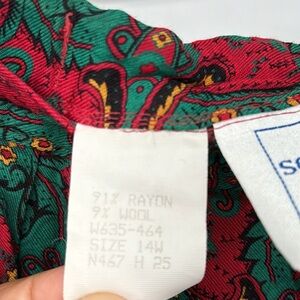 91% RAYON
9% WOOL
W635-464
SIZE 14W
N467 H 25